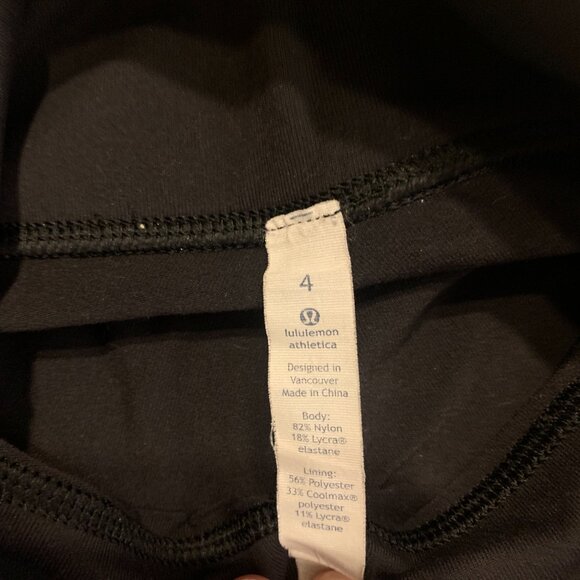 4
lululemon
athletica
Designed in
Vancouver
Made in China
Body:
82% Nylon
18% Lycra®
elastane
Lining:
56% Polyester
33% Coolmax®
polyester
11% Lycra®
elastane